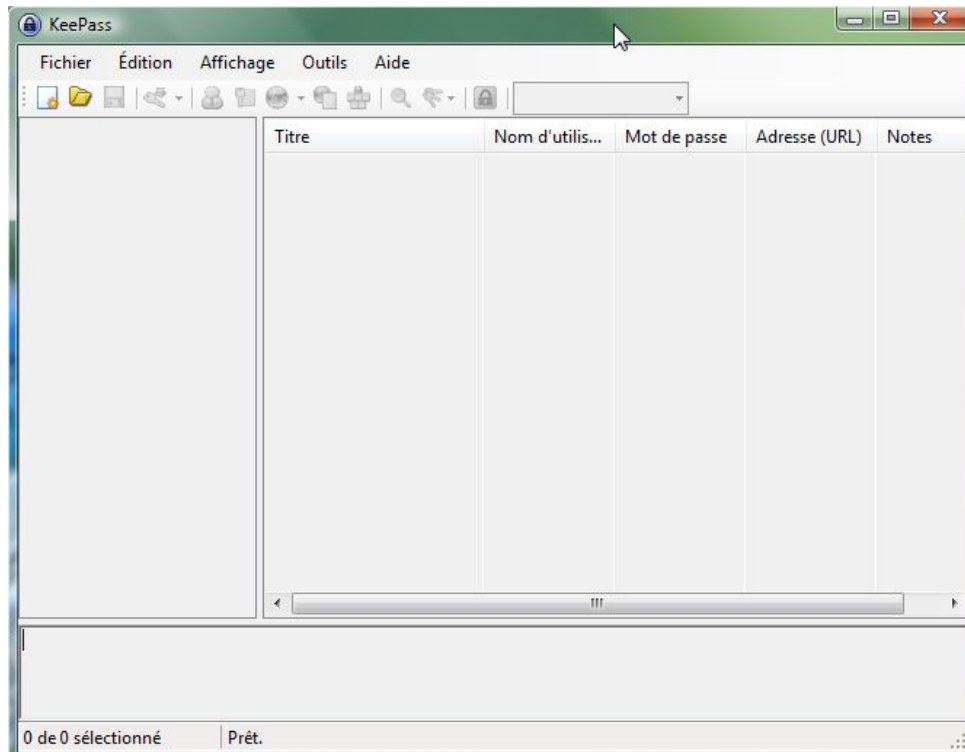 KeePass
Fichier Édition Affichage Outils Aide
Titre Nom d'utilis... Mot de passe Adresse (URL) Notes
0 de 0 sélectionné Prêt.